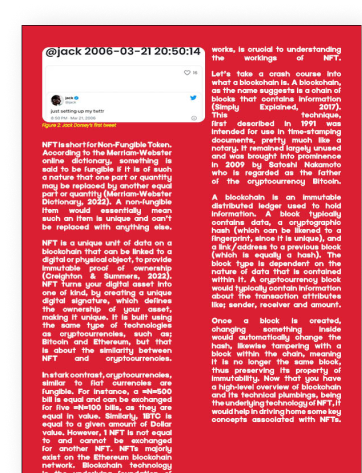 @jack 2006-03-21 20:50:14
16
jack
@jack
just setting up my twttr
8:50 PM · Mar 21, 2006
Figure 2. Jack Dorsey's first tweet
NFT is short for Non-Fungible Token.
According to the Merriam-Webster
online dictionary, something is
said to be fungible if it is of such
a nature that one part or quantity
may be replaced by another equal
part or quantity (Merriam-Webster
Dictionary, 2022). A non-fungible
item would essentially mean
such an item is unique and can't
be replaced with anything else.
NFT is a unique unit of data on a
blockchain that can be linked to a
digital or physical object, to provide
immutable proof of ownership
(Creighton & Summers, 2022).
NFT turns your digital asset into
one of kind, by creating a unique
digital signature, which defines
the ownership of your asset,
making it unique. It is built using
the same type of technologies
as cryptocurrencies, such as;
Bitcoin and Ethereum, but that
is about the similarity between
NFT and cryptocurrencies.
In stark contrast, cryptocurrencies,
similar to fiat currencies are
fungible. For instance, a =N=500
bill is equal and can be exchanged
for five =N=100 bills, as they are
equal in value. Similarly, 1BTC is
equal to a given amount of Dollar
value. However, 1 NFT is not equal
to and cannot be exchanged
for another NFT. NFTs majorly
exist on the Ethereum blockchain
network. Blockchain technology
works, is crucial to understanding
the workings of NFT.
Let's take a crash course into
what a blockchain is. A blockchain,
as the name suggests is a chain of
blocks that contains information
(Simply Explained, 2017).
This technique,
first described in 1991 was
intended for use in time-stamping
documents, pretty much like a
notary. It remained largely unused
and was brought into prominence
in 2009 by Satoshi Nakamoto
who is regarded as the father
of the cryptocurrency Bitcoin.
A blockchain is an immutable
distributed ledger used to hold
information. A block typically
contains data, a cryptographic
hash (which can be likened to a
fingerprint, since it is unique), and
a link/address to a previous block
(which is equally a hash). The
block type is dependent on the
nature of data that is contained
within it. A cryptocurrency block
would typically contain information
about the transaction attributes
like; sender, receiver and amount.
Once a block is created,
changing something inside
would automatically change the
hash, likewise tampering with a
block within the chain, meaning
it is no longer the same block,
thus preserving its property of
immutability. Now that you have
a high-level overview of blockchain
and its technical plumbings, being
the underlying technology of NFT, it
would help in driving home some key
concepts associated with NFTs.